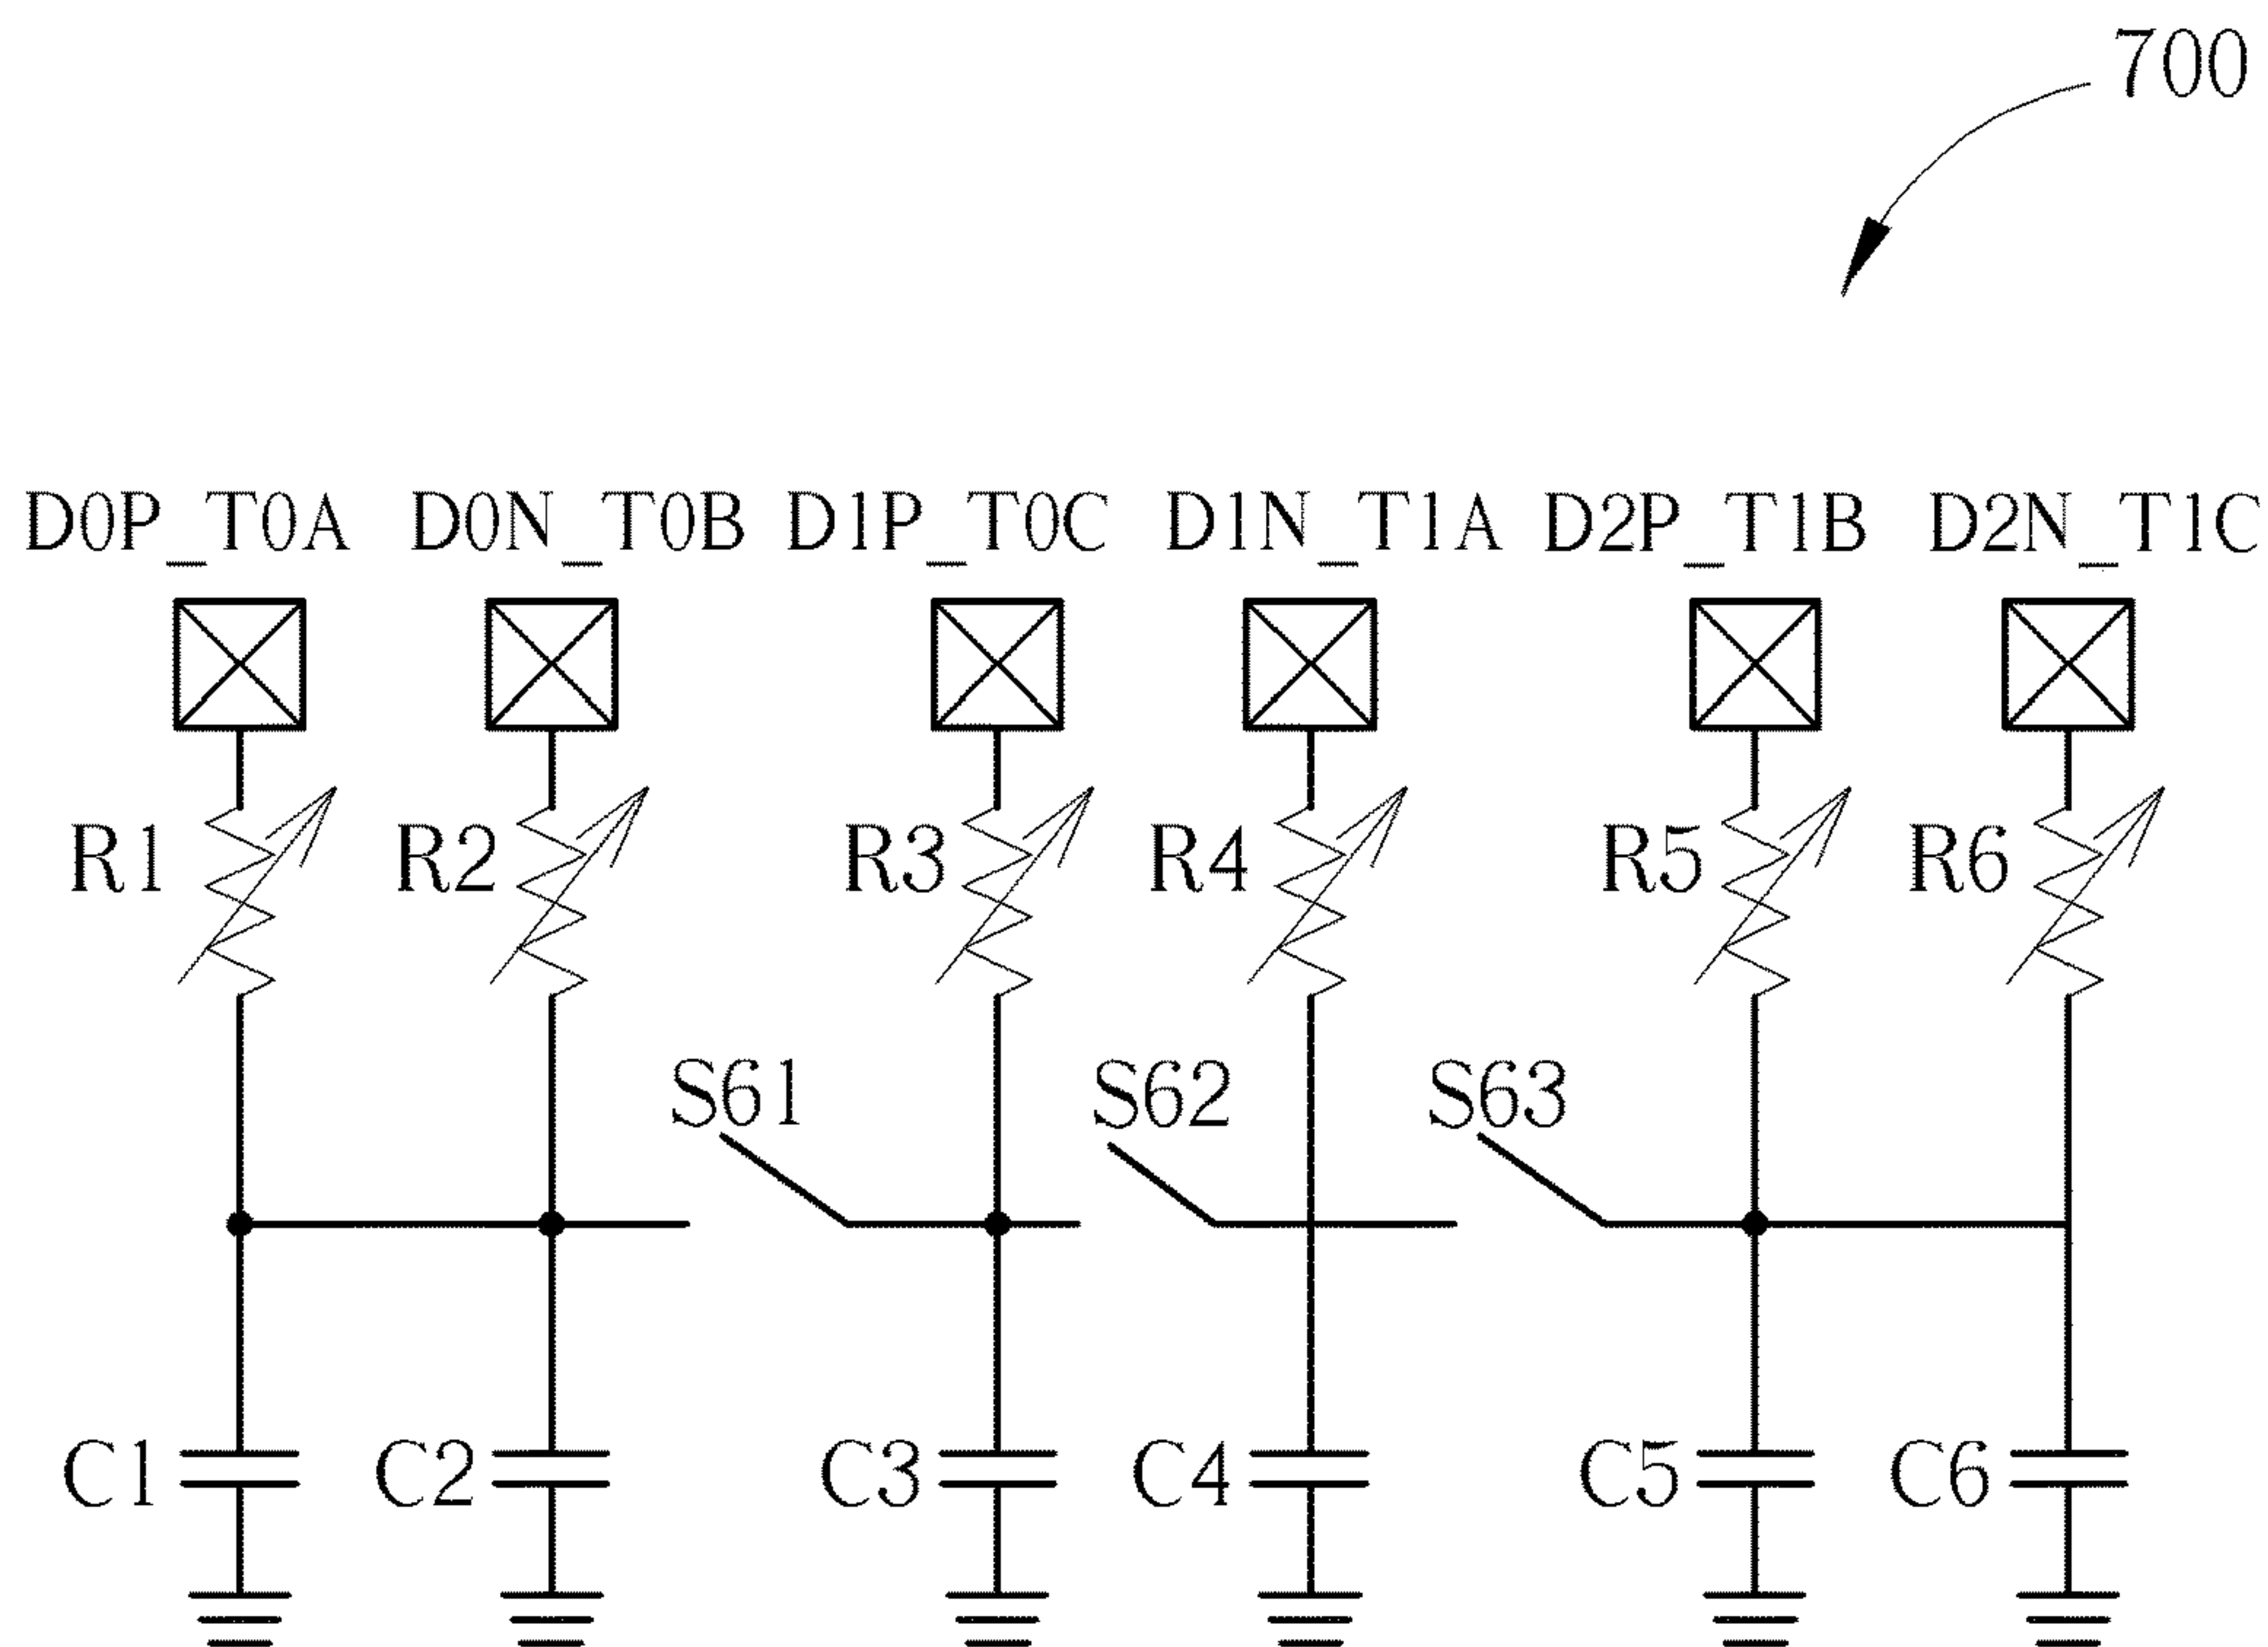 700
D0P_T0A D0N_T0B D1P_T0C D1N_T1A D2P_T1B D2N_T1C
R1 R2 R3 R4 R5 R6
S61 S62 S63
C1 C2 C3 C4 C5 C6